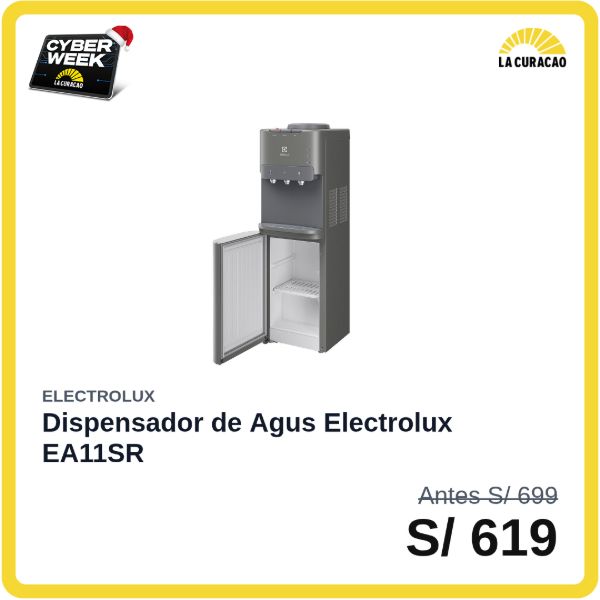 CYBER
WEEK
LA CURACAO
LA CURACAO
ELECTROLUX
Dispensador de Agus Electrolux
EA11SR
Antes S/ 699
S/ 619